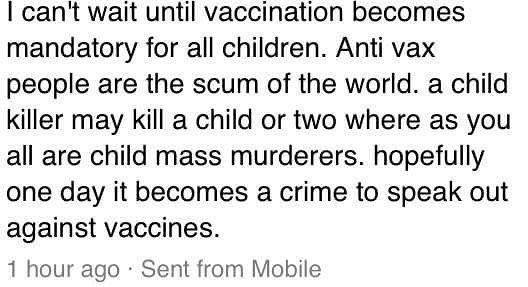 I can't wait until vaccination becomes
mandatory for all children. Anti vax
people are the scum of the world. a child
killer may kill a child or two where as you
all are child mass murderers. hopefully
one day it becomes a crime to speak out
against vaccines.
1 hour ago · Sent from Mobile